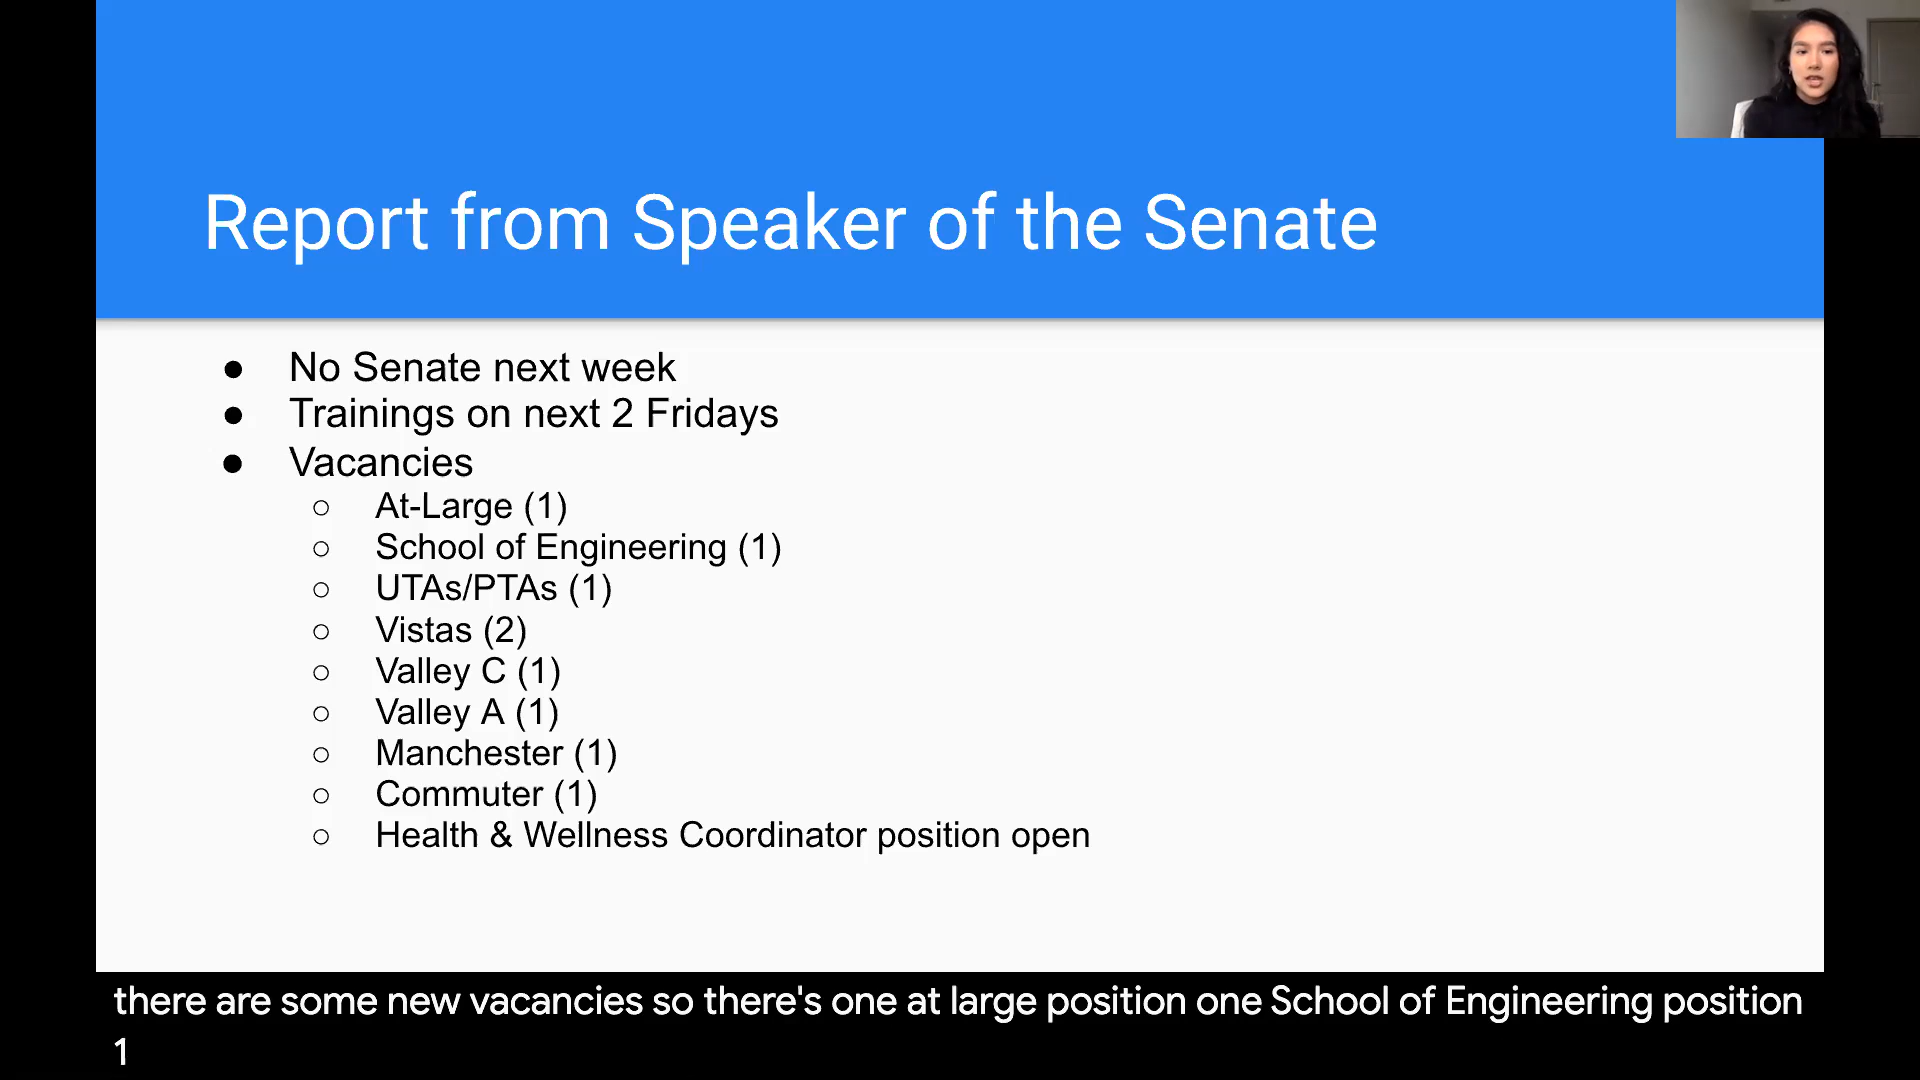 Report from Speaker of the Senate
● No Senate next week
● Trainings on next 2 Fridays
● Vacancies
○ At-Large (1)
○ School of Engineering (1)
○ UTAs/PTAs (1)
○ Vistas (2)
○ Valley C (1)
○ Valley A (1)
○ Manchester (1)
○ Commuter (1)
○ Health & Wellness Coordinator position open
there are some new vacancies so there's one at large position one School of Engineering position
1